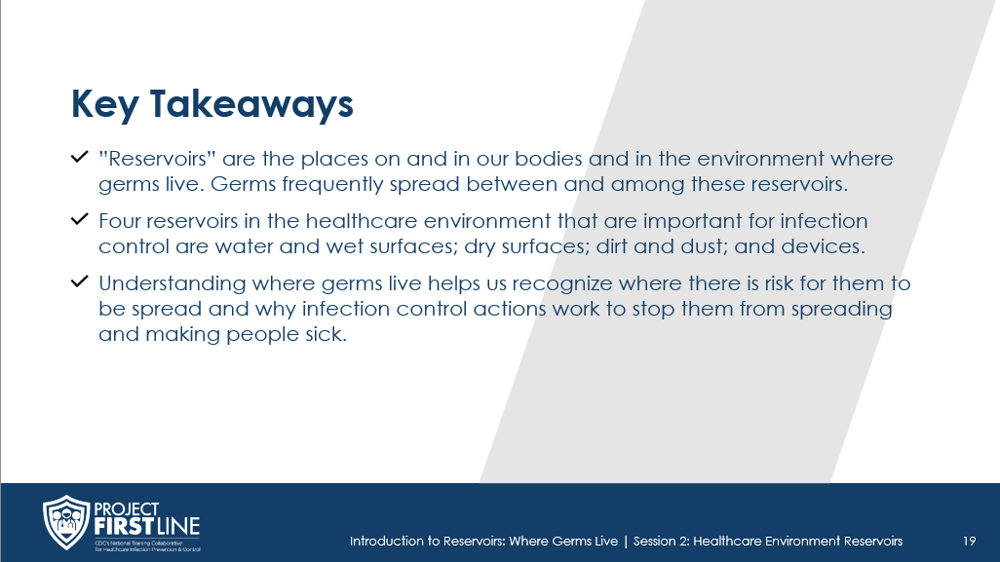 Key Takeaways
”Reservoirs” are the places on and in our bodies and in the environment where
germs live. Germs frequently spread between and among these reservoirs.
Four reservoirs in the healthcare environment that are important for infection
control are water and wet surfaces; dry surfaces; dirt and dust; and devices.
Understanding where germs live helps us recognize where there is risk for them to
be spread and why infection control actions work to stop them from spreading
and making people sick.
PROJECT
FIRSTLINE
CDC's National Training Collaborative
for Healthcare Infection Prevention & Control
Introduction to Reservoirs: Where Germs Live | Session 2: Healthcare Environment Reservoirs
19